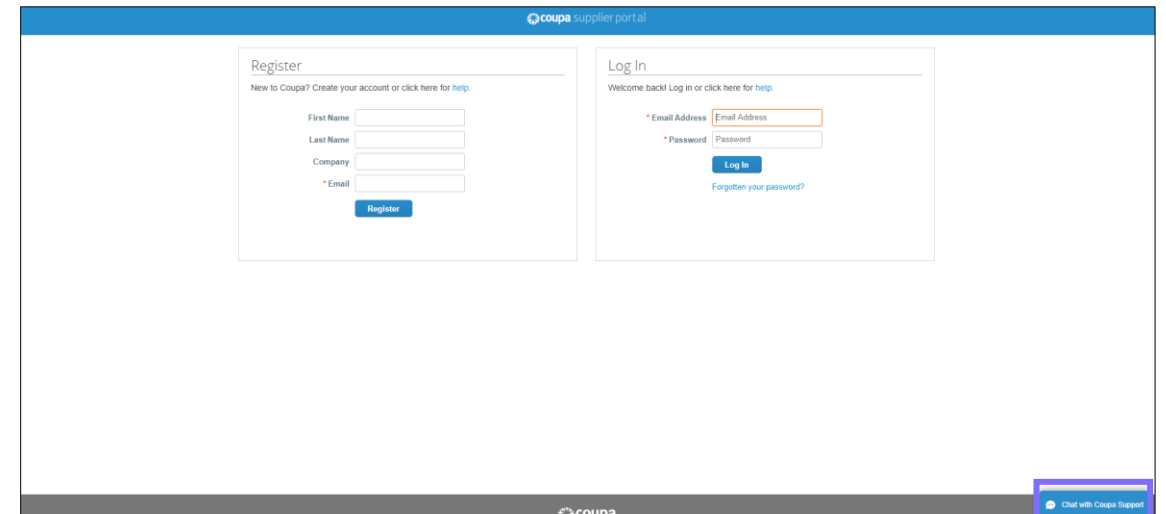 coupa supplier portal
Register
New to Coupa? Create your account or click here for help.
First Name
Last Name
Company
* Email
Register
Log In
Welcome back! Log in or click here for help.
* Email Address Email Address
* Password Password
Log In
Forgotten your password?
coupa
Chat with Coupa Support